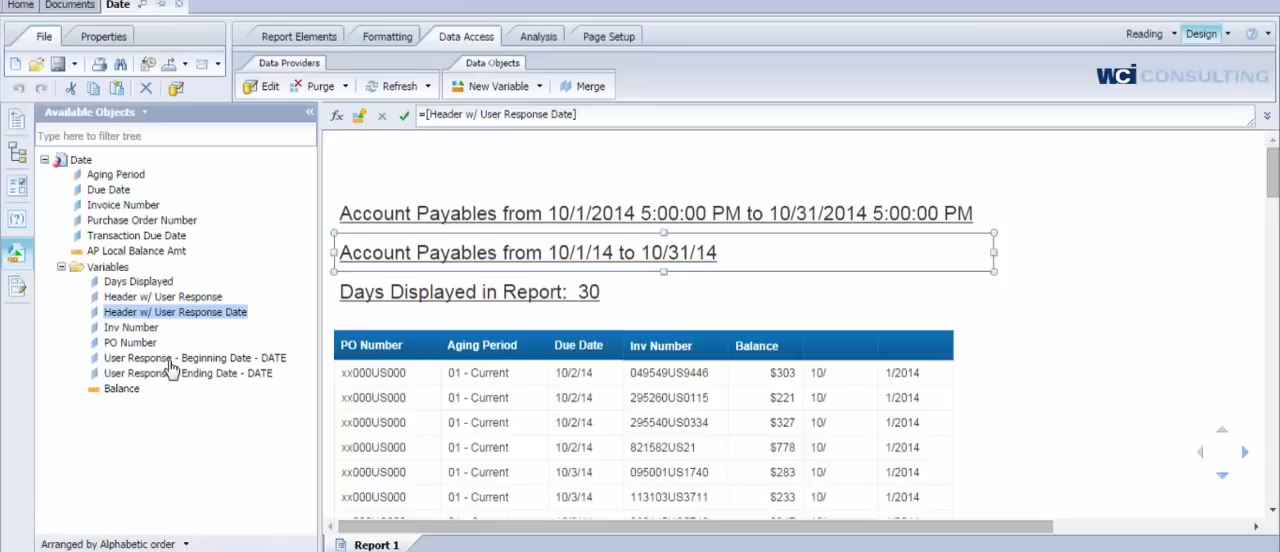 Home Documents Date
File Properties Report Elements Formatting Data Access Analysis Page Setup Reading Design
Data Providers Data Objects
Edit Purge Refresh New Variable Merge
WCI CONSULTING
Available Objects
=[Header w/ User Response Date]
Type here to filter tree
Date
Aging Period
Due Date
Invoice Number
Purchase Order Number
Transaction Due Date
AP Local Balance Amt
Variables
Days Displayed
Header w/ User Response
Header w/ User Response Date
Inv Number
PO Number
User Response - Beginning Date - DATE
User Respons Ending Date - DATE
Balance
Arranged by Alphabetic order
Account Payables from 10/1/2014 5:00:00 PM to 10/31/2014 5:00:00 PM
Account Payables from 10/1/14 to 10/31/14
Days Displayed in Report: 30
PO Number Aging Period Due Date Inv Number Balance
xx000US000 01 - Current 10/2/14 049549US9446 $303 10/ 1/2014
xx000US000 01 - Current 10/2/14 295260US0115 $221 10/ 1/2014
xx000US000 01 - Current 10/2/14 295540US0334 $327 10/ 1/2014
xx000US000 01 - Current 10/2/14 821582US21 $778 10/ 1/2014
xx000US000 01 - Current 10/3/14 095001US1740 $283 10/ 1/2014
xx000US000 01 - Current 10/3/14 113103US3711 $233 10/ 1/2014
Report 1